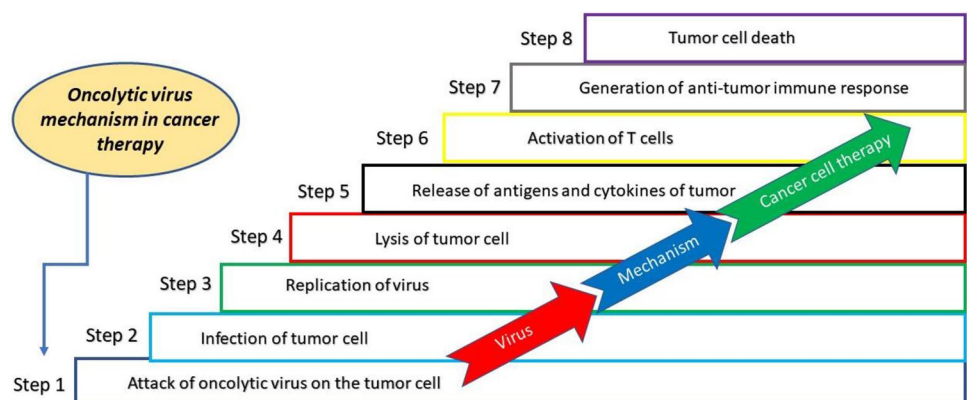 Step 8 Tumor cell death
Step 7 Generation of anti-tumor immune response
Oncolytic virus
mechanism in cancer
therapy
Step 6 Activation of T cells
Cancer cell therapy
Step 5 Release of antigens and cytokines of tumor
Step 4 Lysis of tumor cell
Mechanism
Step 3 Replication of virus
Step 2 Infection of tumor cell
Virus
Step 1 Attack of oncolytic virus on the tumor cell